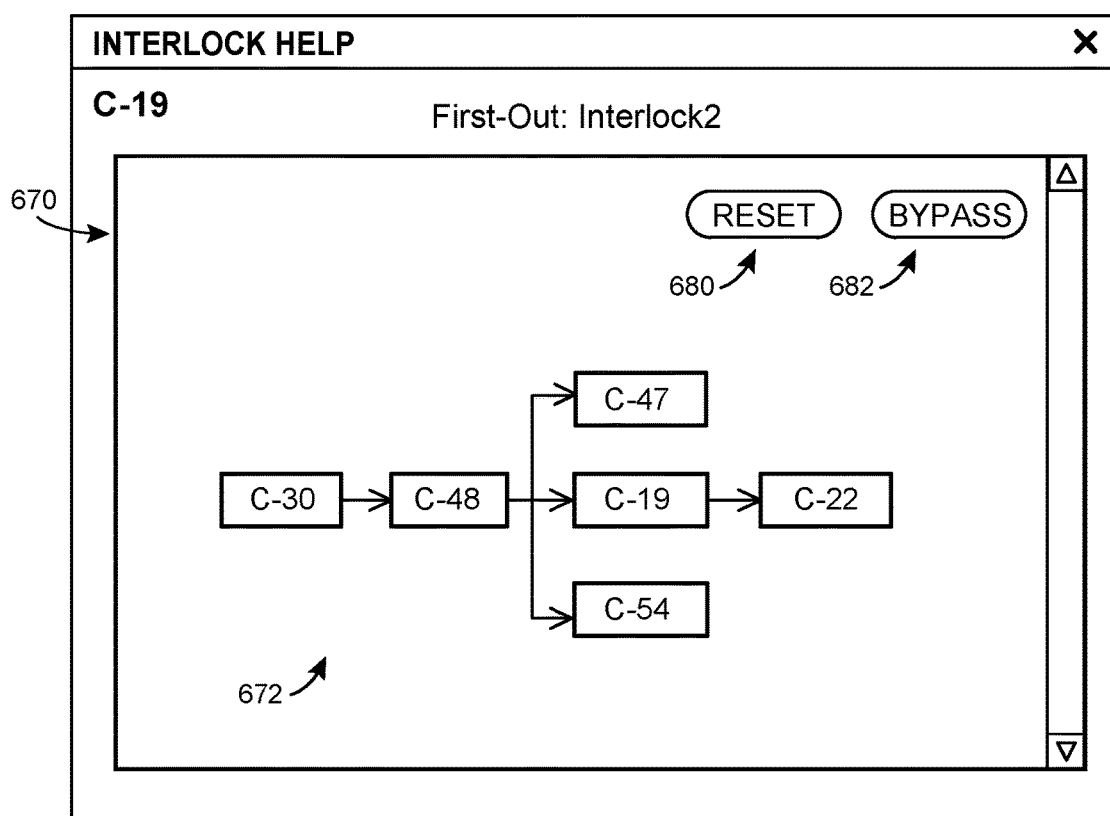 INTERLOCK HELP X
C-19
First-Out: Interlock2
670
RESET BYPASS
680 682
C-47
C-30 C-48 C-19 C-22
C-54
672